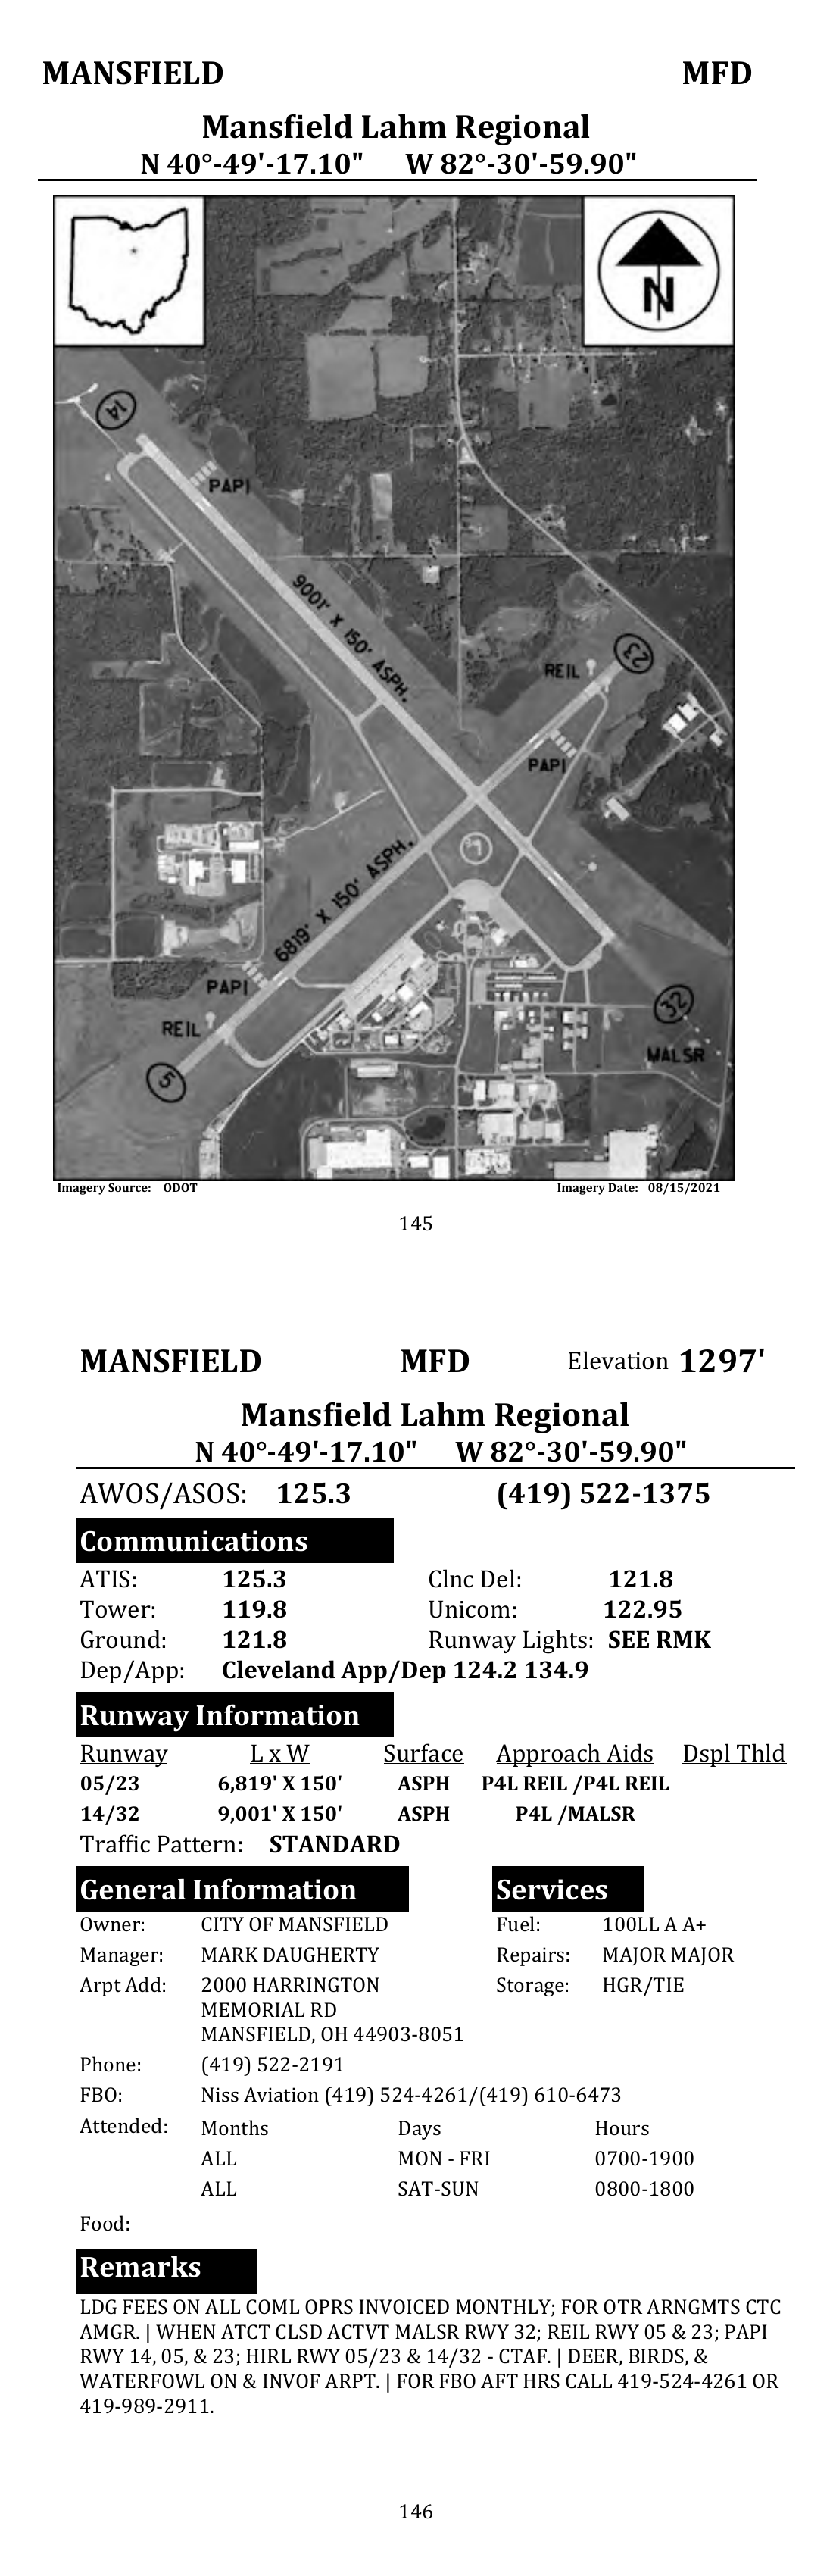 MANSFIELD MFD
Mansfield Lahm Regional
N 40°-49'-17.10" W 82°-30'-59.90"
N
14
PAPI
9001' X 150' ASPH.
23
REIL
PAPI
6819' X 150' ASPH.
PAPI
REIL
32
MALSR
5
Imagery Source: ODOT Imagery Date: 08/15/2021
145
MANSFIELD MFD Elevation 1297'
Mansfield Lahm Regional
N 40°-49'-17.10" W 82°-30'-59.90"
AWOS/ASOS: 125.3 (419) 522-1375
Communications
ATIS: 125.3 Clnc Del: 121.8
Tower: 119.8 Unicom: 122.95
Ground: 121.8 Runway Lights: SEE RMK
Dep/App: Cleveland App/Dep 124.2 134.9
Runway Information
Runway L x W Surface Approach Aids Dspl Thld
05/23 6,819' X 150' ASPH P4L REIL /P4L REIL
14/32 9,001' X 150' ASPH P4L /MALSR
Traffic Pattern: STANDARD
General Information Services
Owner: CITY OF MANSFIELD Fuel: 100LL A A+
Manager: MARK DAUGHERTY Repairs: MAJOR MAJOR
Arpt Add: 2000 HARRINGTON Storage: HGR/TIE
MEMORIAL RD
MANSFIELD, OH 44903-8051
Phone: (419) 522-2191
FBO: Niss Aviation (419) 524-4261/(419) 610-6473
Attended: Months Days Hours
ALL MON - FRI 0700-1900
ALL SAT-SUN 0800-1800
Food:
Remarks
LDG FEES ON ALL COML OPRS INVOICED MONTHLY; FOR OTR ARNGMTS CTC
AMGR. | WHEN ATCT CLSD ACTVT MALSR RWY 32; REIL RWY 05 & 23; PAPI
RWY 14, 05, & 23; HIRL RWY 05/23 & 14/32 - CTAF. | DEER, BIRDS, &
WATERFOWL ON & INVOF ARPT. | FOR FBO AFT HRS CALL 419-524-4261 OR
419-989-2911.
146